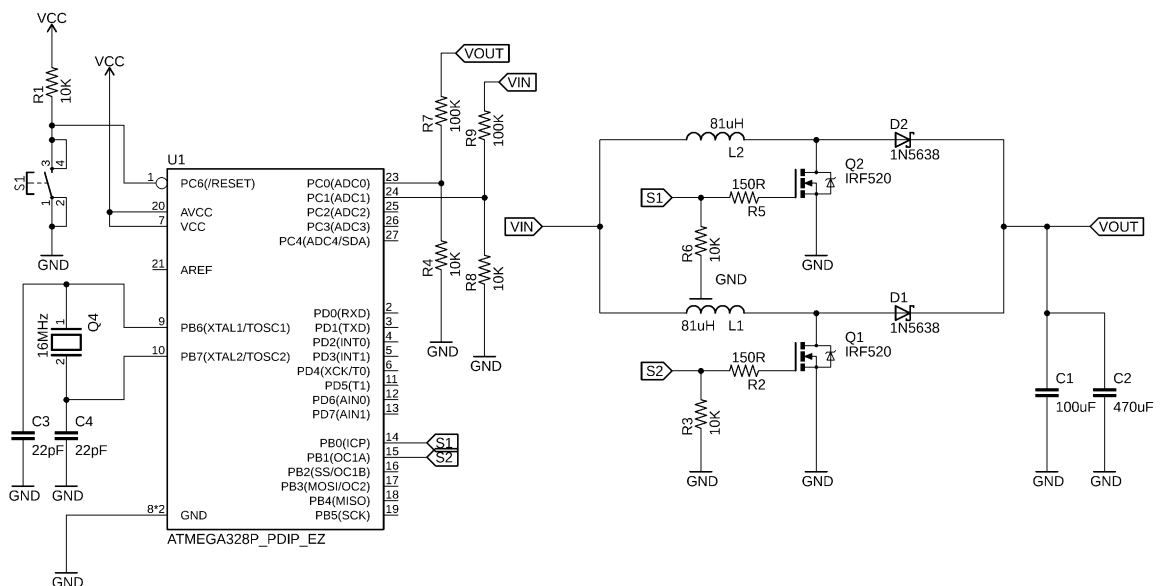 VCC
R1
10K
VCC
S1
3
4
1
2
GND
U1
1
PC6(/RESET)
20
AVCC
7
VCC
21
AREF
9
PB6(XTAL1/TOSC1)
10
PB7(XTAL2/TOSC2)
8*2
GND
PC0(ADC0)
23
PC1(ADC1)
24
PC2(ADC2)
25
PC3(ADC3)
26
PC4(ADC4/SDA)
27
PD0(RXD)
2
PD1(TXD)
3
PD2(INT0)
4
PD3(INT1)
5
PD4(XCK/T0)
6
PD5(T1)
11
PD6(AIN0)
12
PD7(AIN1)
13
PB0(ICP)
14
S1
PB1(OC1A)
15
S2
PB2(SS/OC1B)
16
PB3(MOSI/OC2)
17
PB4(MISO)
18
PB5(SCK)
19
ATMEGA328P_PDIP_EZ
16MHz
1
2
Q4
C3
22pF
C4
22pF
GND
GND
GND
VOUT
VIN
R7
100K
R9
100K
R4
10K
R8
10K
GND
GND
VIN
81uH
L2
D2
1N5638
Q2
IRF520
S1
150R
R5
R6
10K
GND
GND
81uH
L1
D1
1N5638
Q1
IRF520
S2
150R
R2
R3
10K
GND
GND
VOUT
C1
100uF
C2
470uF
GND
GND